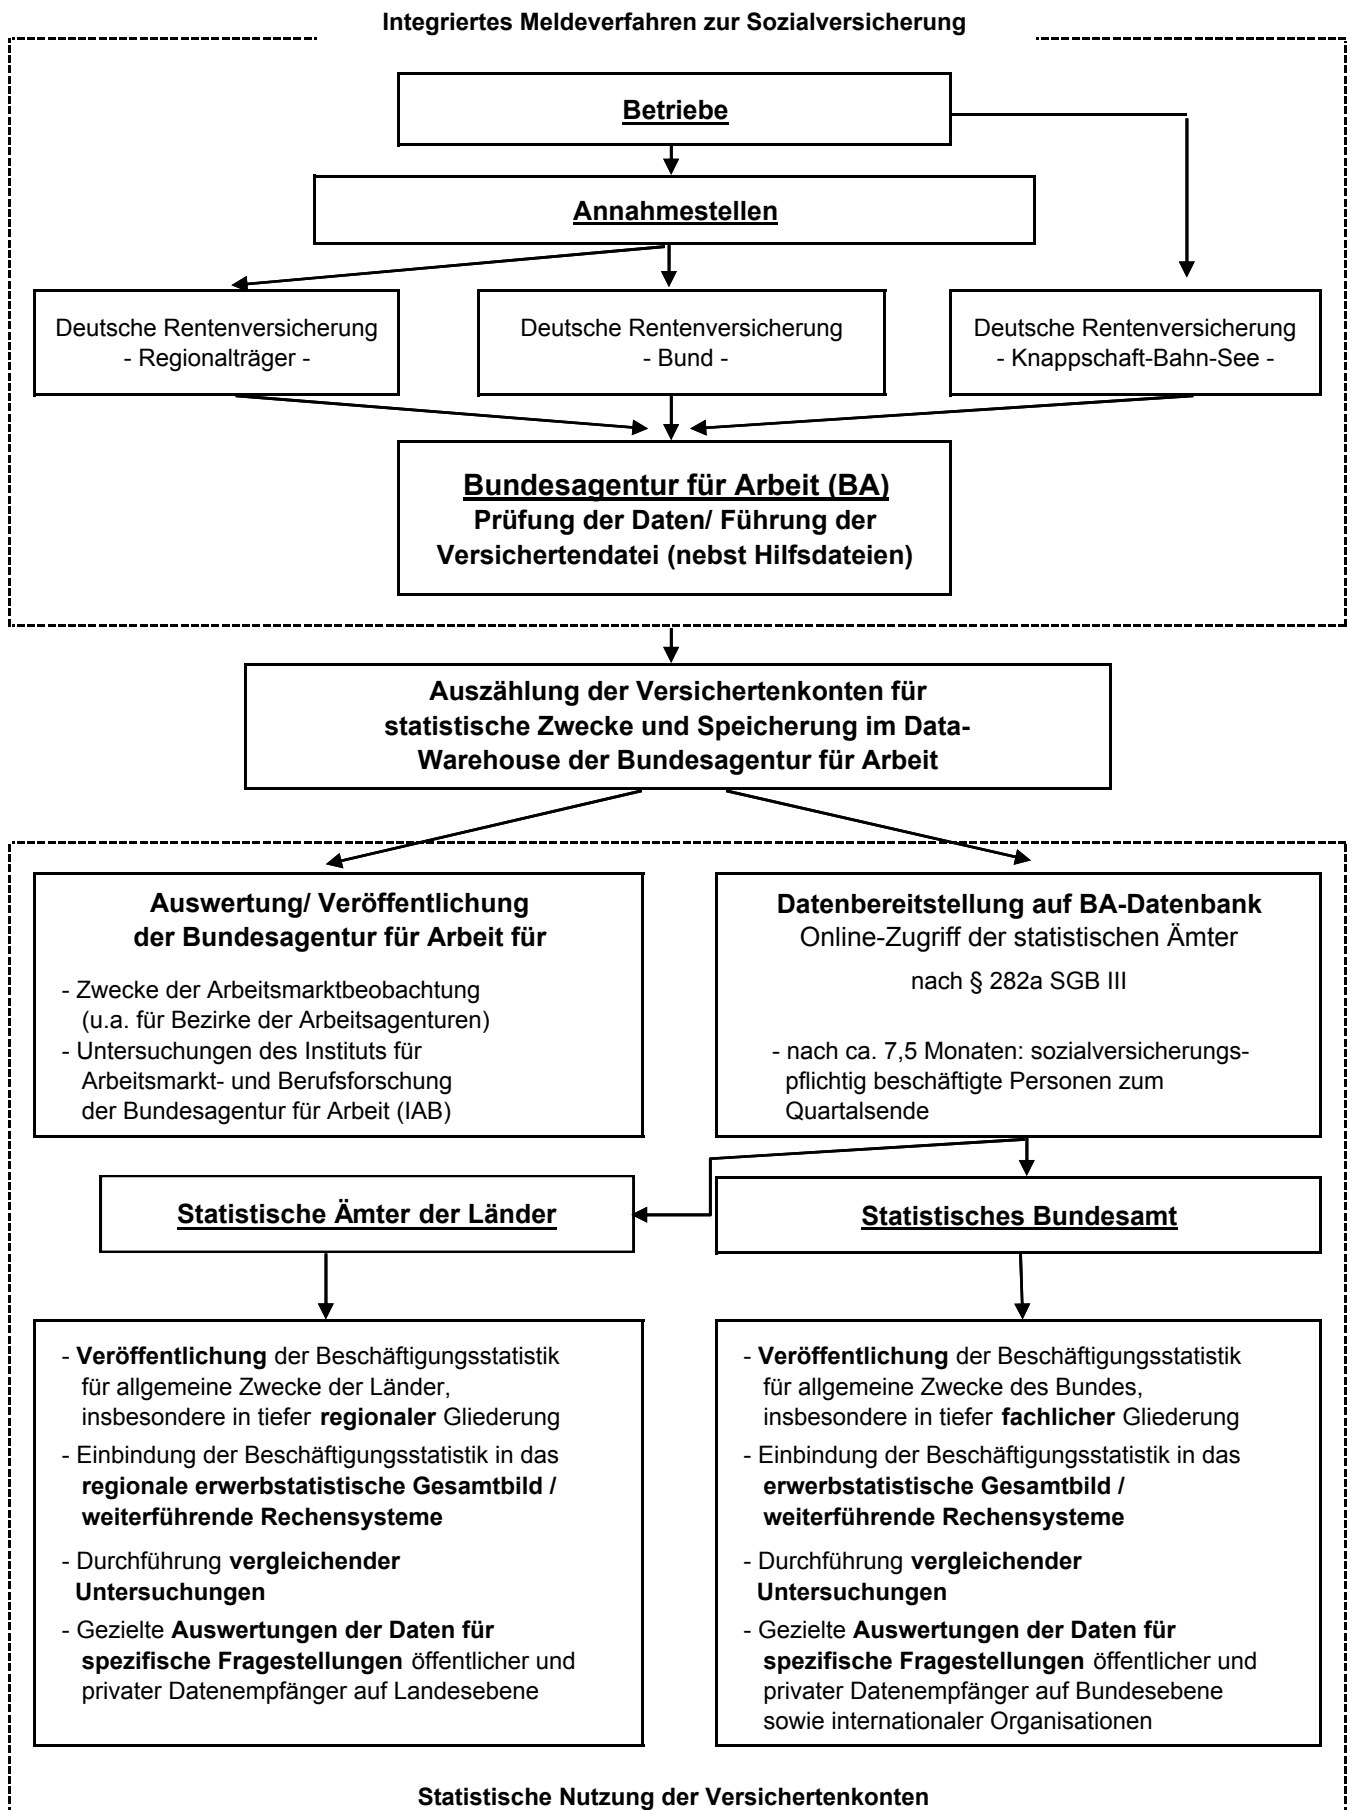 Integriertes Meldeverfahren zur Sozialversicherung
Betriebe
Annahmestellen
Deutsche Rentenversicherung
- Regionalträger -
Deutsche Rentenversicherung
- Bund -
Deutsche Rentenversicherung
- Knappschaft-Bahn-See -
Bundesagentur für Arbeit (BA)
Prüfung der Daten/ Führung der
Versichertendatei (nebst Hilfsdateien)
Auszählung der Versichertenkonten für
statistische Zwecke und Speicherung im Data-
Warehouse der Bundesagentur für Arbeit
Auswertung/ Veröffentlichung
der Bundesagentur für Arbeit für
- Zwecke der Arbeitsmarktbeobachtung
(u.a. für Bezirke der Arbeitsagenturen)
- Untersuchungen des Instituts für
Arbeitsmarkt- und Berufsforschung
der Bundesagentur für Arbeit (IAB)
Datenbereitstellung auf BA-Datenbank
Online-Zugriff der statistischen Ämter
nach § 282a SGB III
- nach ca. 7,5 Monaten: sozialversicherungs-
pflichtig beschäftigte Personen zum
Quartalsende
Statistische Ämter der Länder
Statistisches Bundesamt
- Veröffentlichung der Beschäftigungsstatistik
für allgemeine Zwecke der Länder,
insbesondere in tiefer regionaler Gliederung
- Einbindung der Beschäftigungsstatistik in das
regionale erwerbstatistische Gesamtbild /
weiterführende Rechensysteme
- Durchführung vergleichender
Untersuchungen
- Gezielte Auswertungen der Daten für
spezifische Fragestellungen öffentlicher und
privater Datenempfänger auf Landesebene
- Veröffentlichung der Beschäftigungsstatistik
für allgemeine Zwecke des Bundes,
insbesondere in tiefer fachlicher Gliederung
- Einbindung der Beschäftigungsstatistik in das
erwerbstatistische Gesamtbild /
weiterführende Rechensysteme
- Durchführung vergleichender
Untersuchungen
- Gezielte Auswertungen der Daten für
spezifische Fragestellungen öffentlicher und
privater Datenempfänger auf Bundesebene
sowie internationaler Organisationen
Statistische Nutzung der Versichertenkonten